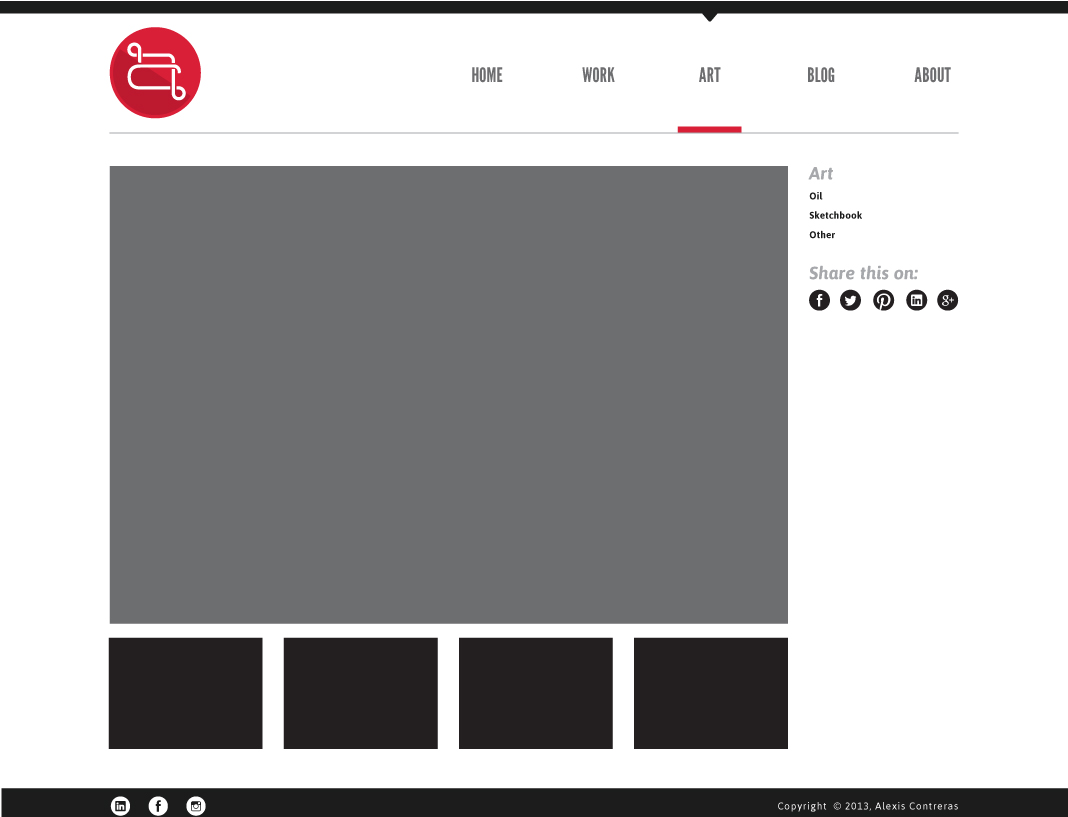 HOME WORK ART BLOG ABOUT
Art
Oil
Sketchbook
Other
Share this on:
Copyright © 2013, Alexis Contreras